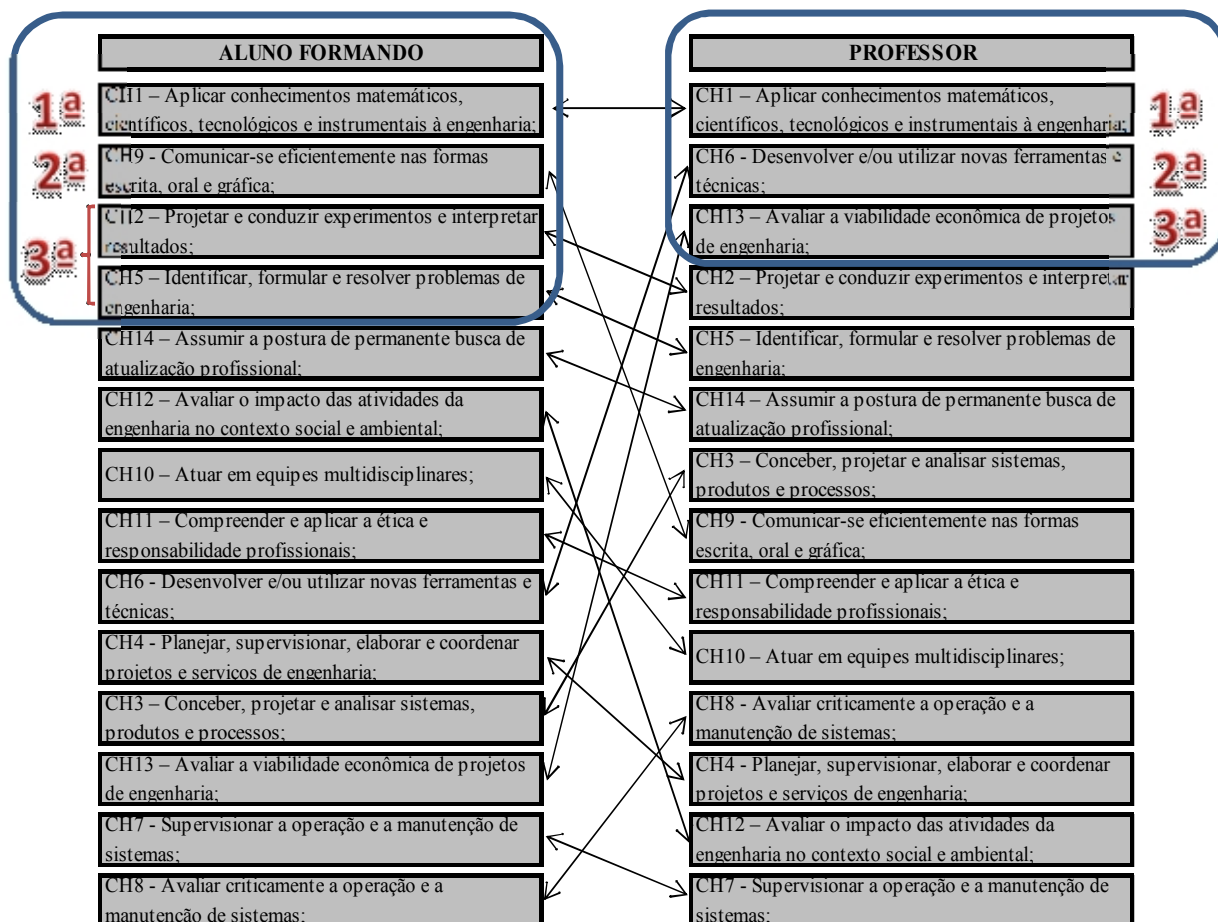 ALUNO FORMANDO
1ª
CH1 – Aplicar conhecimentos matemáticos,
científicos, tecnológicos e instrumentais à engenharia;
2ª
CH9 - Comunicar-se eficientemente nas formas
escrita, oral e gráfica;
3ª
CH2 – Projetar e conduzir experimentos e interpretar
resultados;
CH5 – Identificar, formular e resolver problemas de
engenharia;
CH14 – Assumir a postura de permanente busca de
atualização profissional;
CH12 – Avaliar o impacto das atividades da
engenharia no contexto social e ambiental;
CH10 – Atuar em equipes multidisciplinares;
CH11 – Compreender e aplicar a ética e
responsabilidade profissionais;
CH6 - Desenvolver e/ou utilizar novas ferramentas e
técnicas;
CH4 - Planejar, supervisionar, elaborar e coordenar
projetos e serviços de engenharia;
CH3 – Conceber, projetar e analisar sistemas,
produtos e processos;
CH13 – Avaliar a viabilidade econômica de projetos
de engenharia;
CH7 - Supervisionar a operação e a manutenção de
sistemas;
CH8 - Avaliar criticamente a operação e a
manutenção de sistemas;
PROFESSOR
CH1 – Aplicar conhecimentos matemáticos,
científicos, tecnológicos e instrumentais à engenharia;
1ª
CH6 - Desenvolver e/ou utilizar novas ferramentas e
técnicas;
2ª
CH13 – Avaliar a viabilidade econômica de projetos
de engenharia;
3ª
CH2 – Projetar e conduzir experimentos e interpretar
resultados;
CH5 – Identificar, formular e resolver problemas de
engenharia;
CH14 – Assumir a postura de permanente busca de
atualização profissional;
CH3 – Conceber, projetar e analisar sistemas,
produtos e processos;
CH9 - Comunicar-se eficientemente nas formas
escrita, oral e gráfica;
CH11 – Compreender e aplicar a ética e
responsabilidade profissionais;
CH10 – Atuar em equipes multidisciplinares;
CH8 - Avaliar criticamente a operação e a
manutenção de sistemas;
CH4 - Planejar, supervisionar, elaborar e coordenar
projetos e serviços de engenharia;
CH12 – Avaliar o impacto das atividades da
engenharia no contexto social e ambiental;
CH7 - Supervisionar a operação e a manutenção de
sistemas;